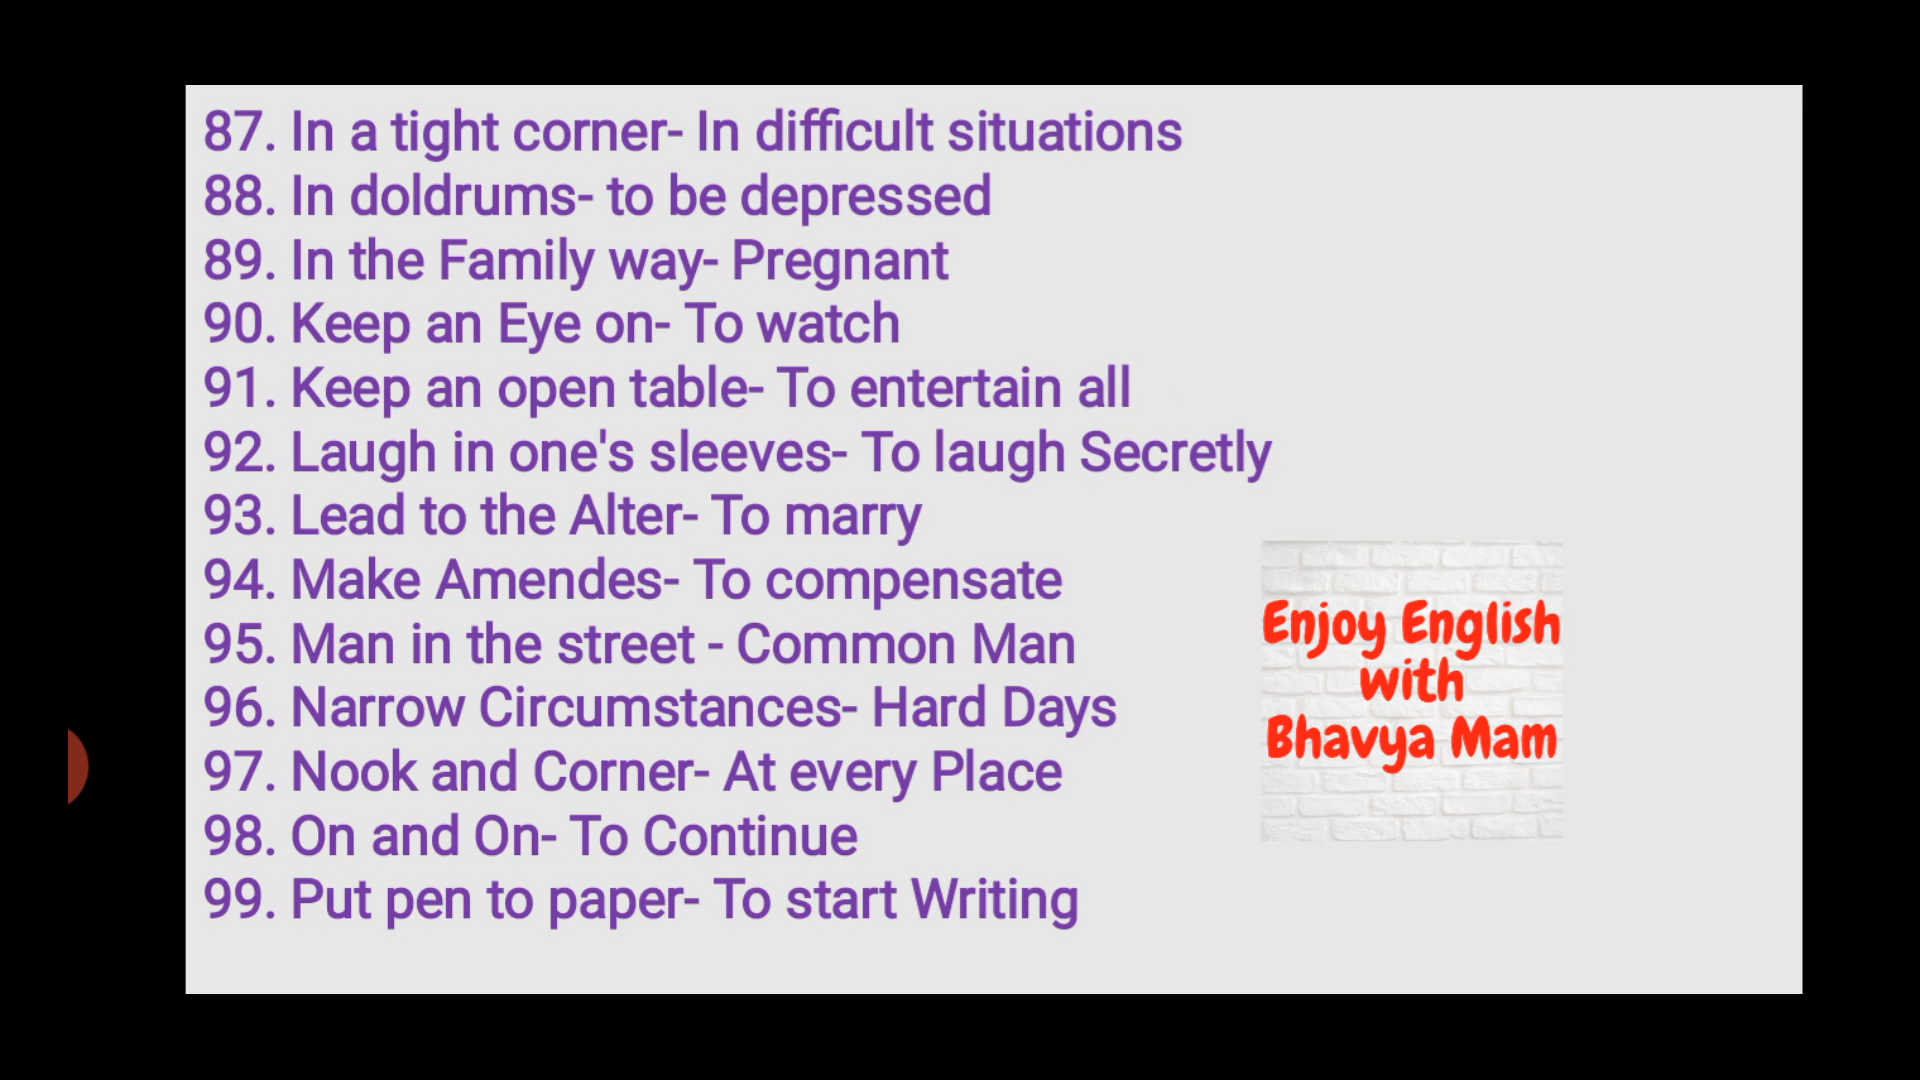 87. In a tight corner- In difficult situations
88. In doldrums- to be depressed
89. In the Family way- Pregnant
90. Keep an Eye on- To watch
91. Keep an open table- To entertain all
92. Laugh in one's sleeves- To laugh Secretly
93. Lead to the Alter- To marry
94. Make Amendes- To compensate
95. Man in the street - Common Man
96. Narrow Circumstances- Hard Days
97. Nook and Corner- At every Place
98. On and On- To Continue
99. Put pen to paper- To start Writing
Enjoy English
with
Bhavya Mam